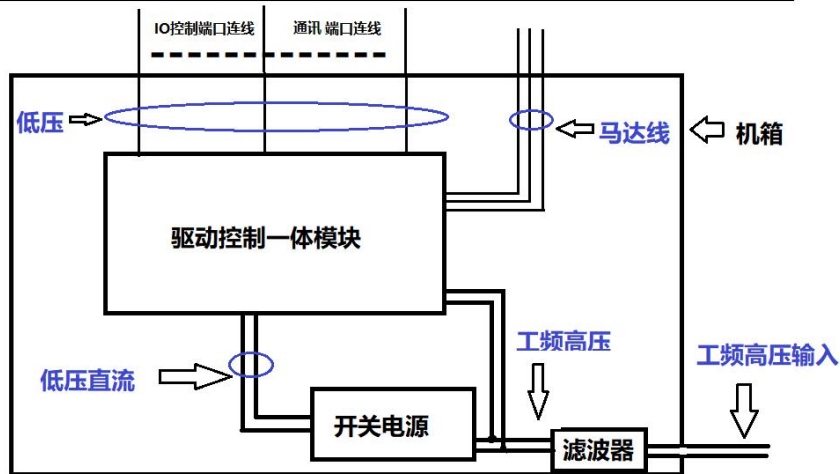 IO控制端口连线
通讯 端口连线
低压
马达线
机箱
驱动控制一体模块
工频高压
工频高压输入
低压直流
开关电源
滤波器